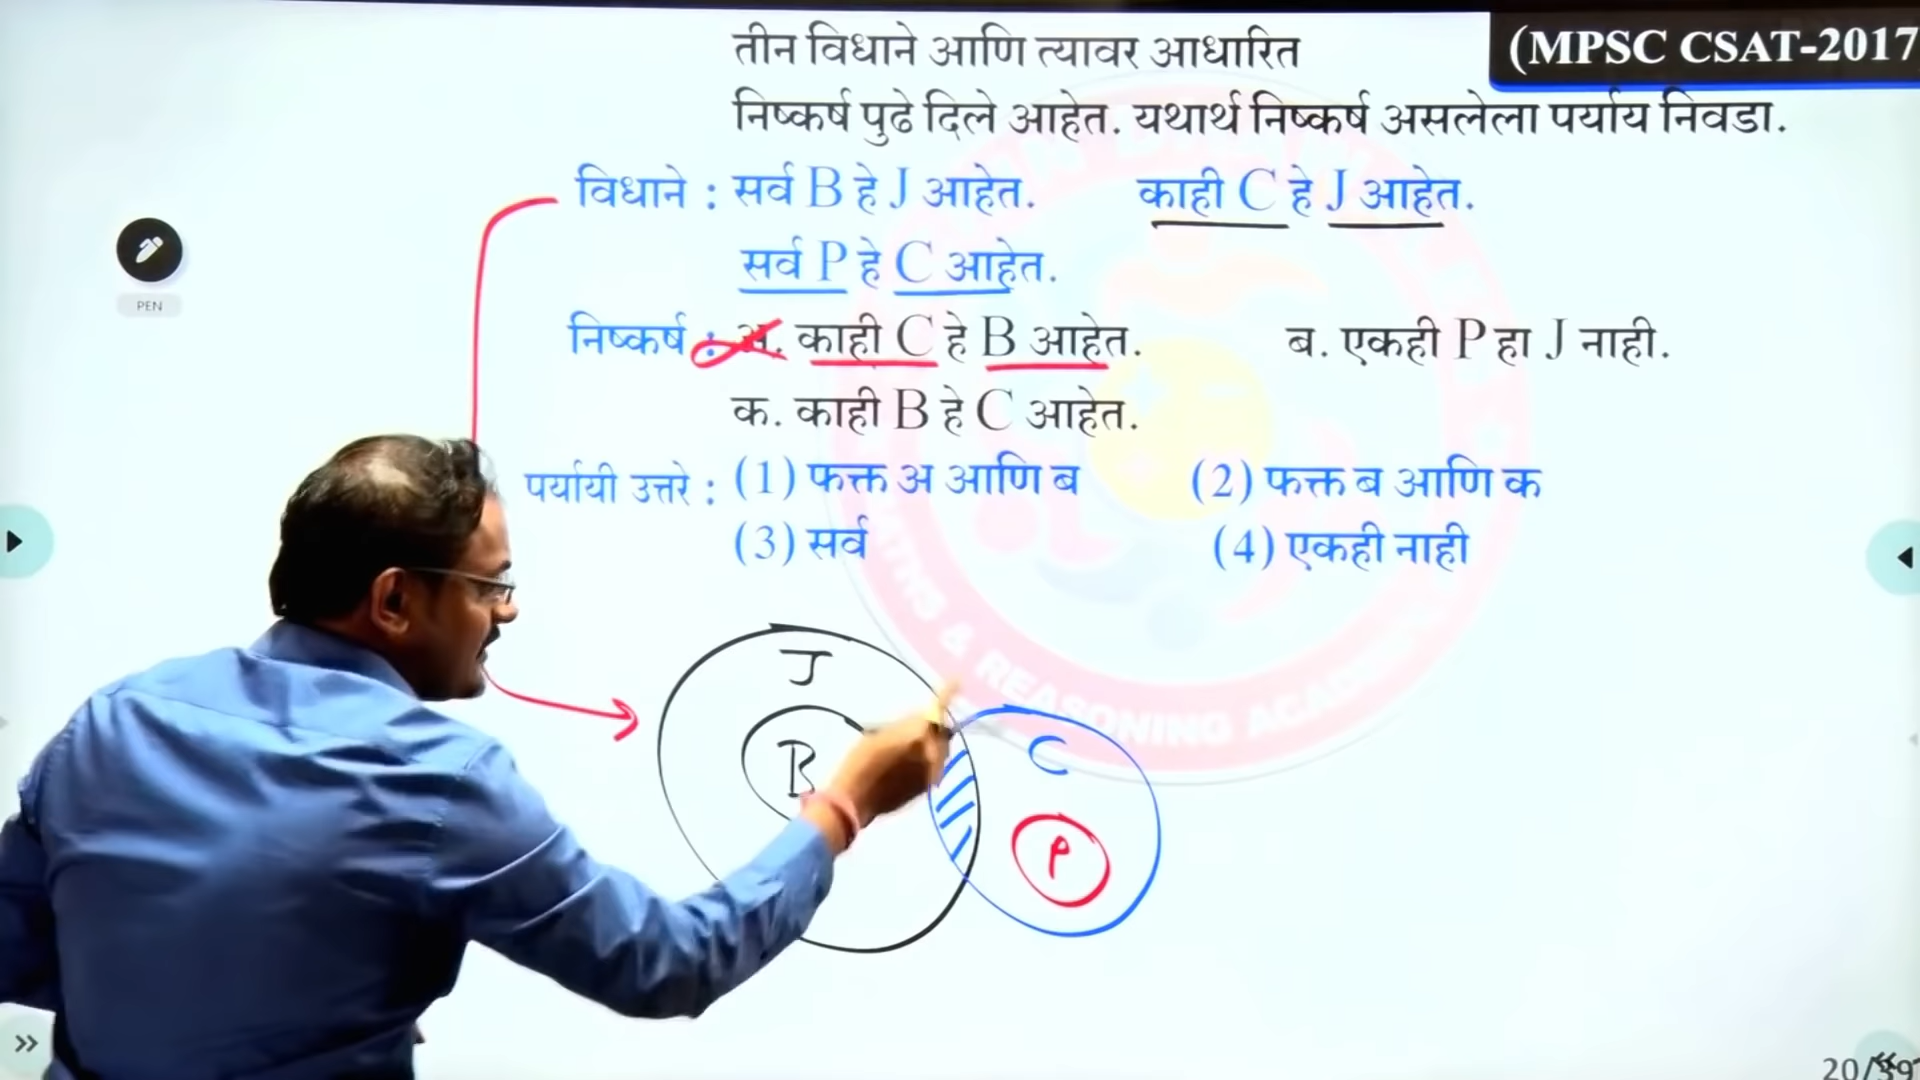 (MPSC CSAT-2017
तीन विधाने आणि त्यावर आधारित
निष्कर्ष पुढे दिले आहेत. यथार्थ निष्कर्ष असलेला पर्याय निवडा.
विधाने : सर्व B हे J आहेत. काही C हे J आहेत.
सर्व P हे C आहेत.
PEN
निष्कर्ष : अ. काही C हे B आहेत. ब. एकही P हा J नाही.
क. काही B हे C आहेत.
पर्यायी उत्तरे : (1) फक्त अ आणि ब (2) फक्त ब आणि क
(3) सर्व (4) एकही नाही
J
B
C
P
& REASONING